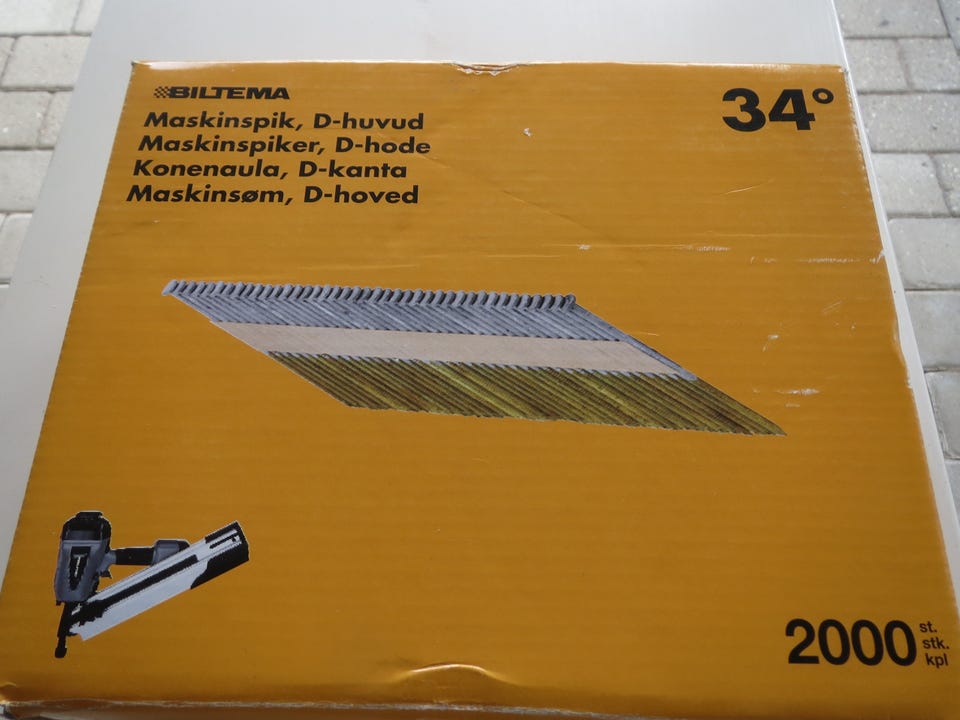 BILTEMA
34°
Maskinspik, D-huvud
Maskinspiker, D-hode
Konenaula, D-kanta
Maskinsøm, D-hoved
2000 st.
stk.
kpl